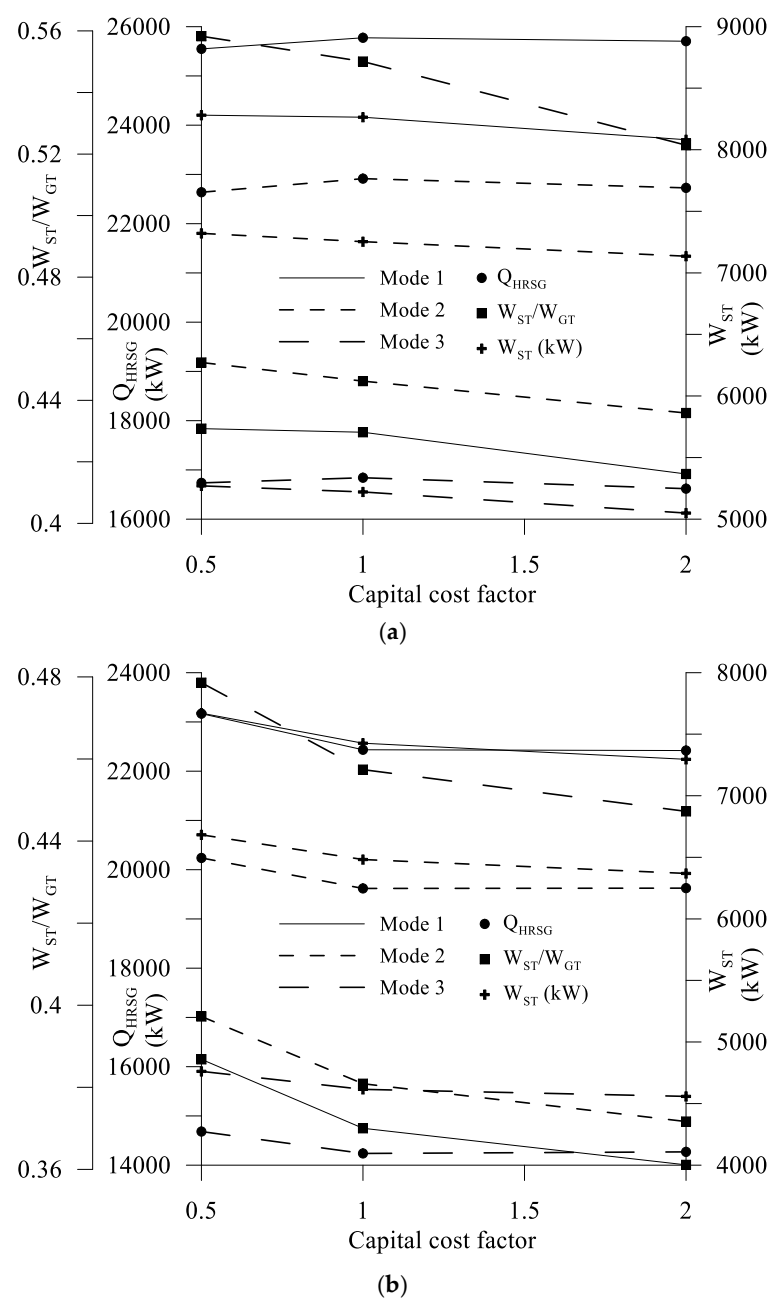 0.56
0.52
0.48
0.44
0.4
W_ST/W_GT
26000
24000
22000
20000
18000
16000
Q_HRSG
(kW)
Mode 1
Mode 2
Mode 3
Q_HRSG
W_ST/W_GT
W_ST (kW)
9000
8000
7000
6000
5000
W_ST
(kW)
0.5
1
1.5
2
Capital cost factor
(a)
0.48
0.44
0.4
0.36
W_ST/W_GT
24000
22000
20000
18000
16000
14000
Q_HRSG
(kW)
Mode 1
Mode 2
Mode 3
Q_HRSG
W_ST/W_GT
W_ST (kW)
8000
7000
6000
5000
4000
W_ST
(kW)
0.5
1
1.5
2
Capital cost factor
(b)